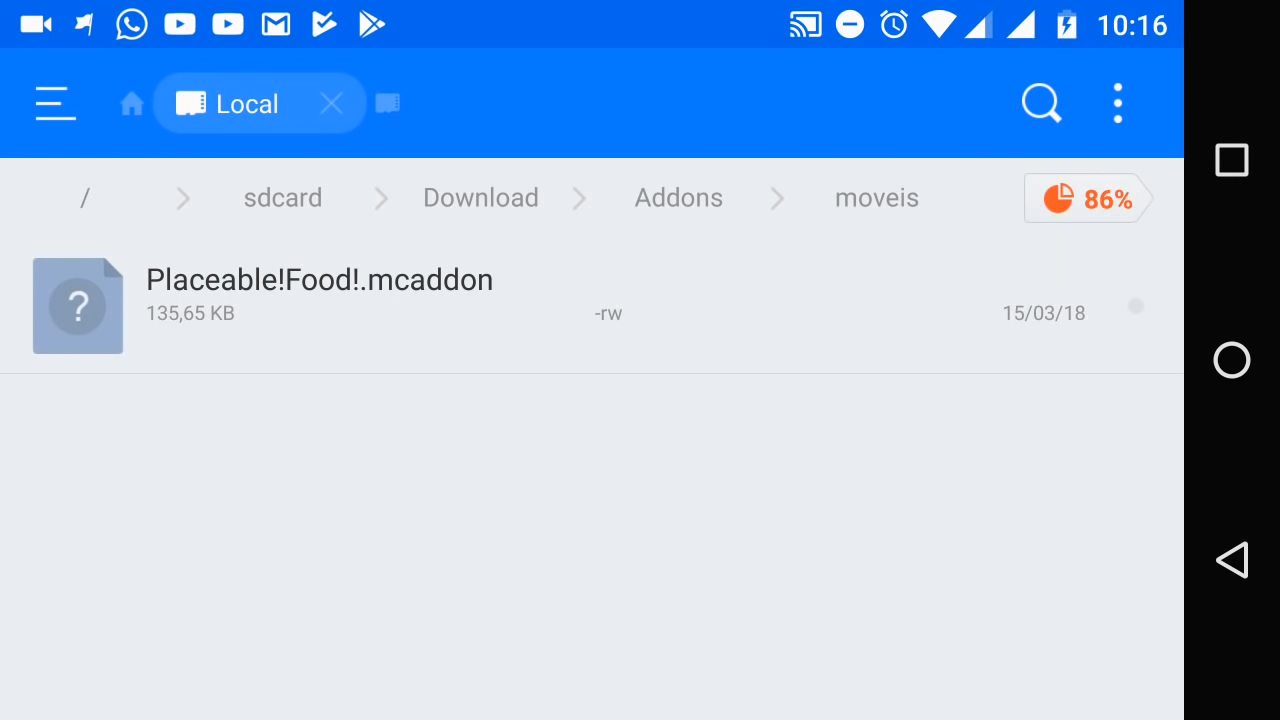 10:16
Local
/ sdcard Download Addons moveis 86%
Placeable!Food!.mcaddon
135,65 KB -rw 15/03/18